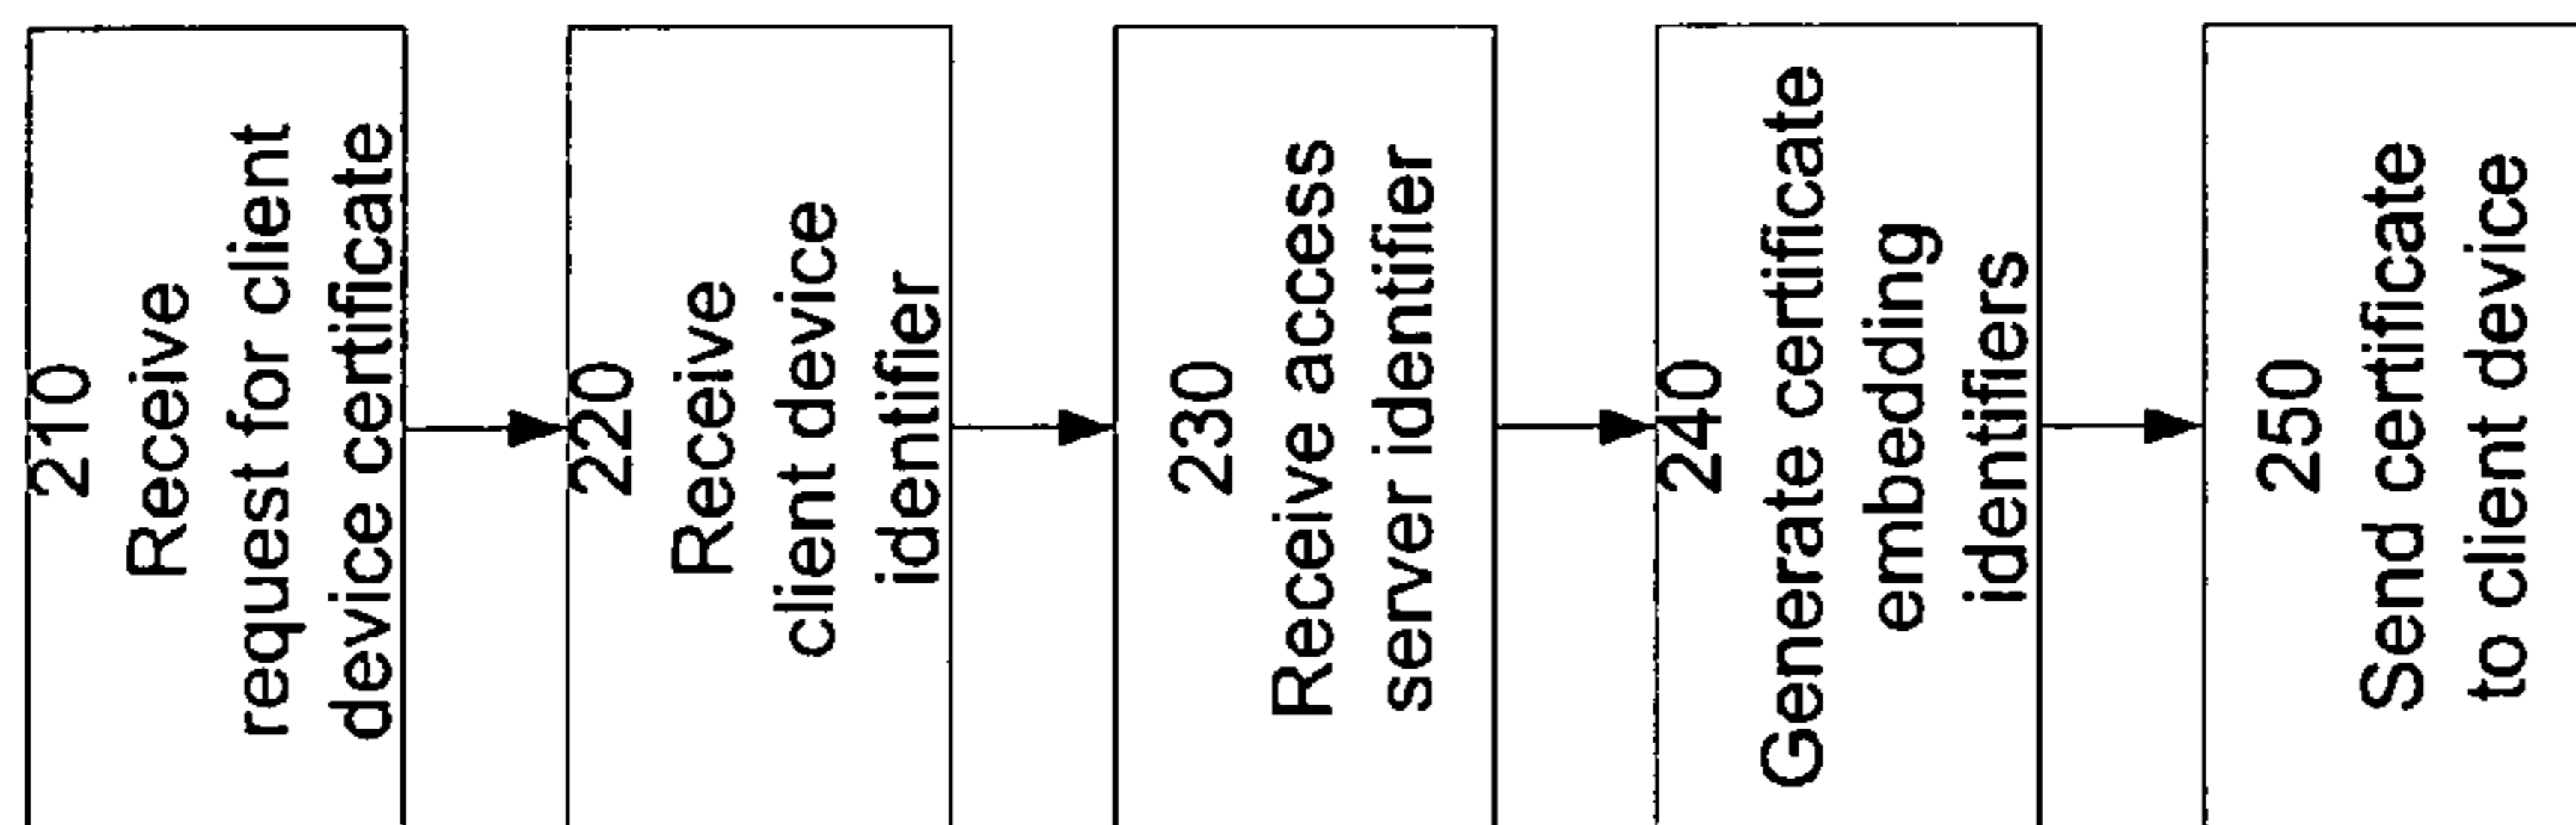 210
Receive
request for client
device certificate
220
Receive
client device
identifier
230
Receive access
server identifier
240
Generate certificate
embedding
identifiers
250
Send certificate
to client device